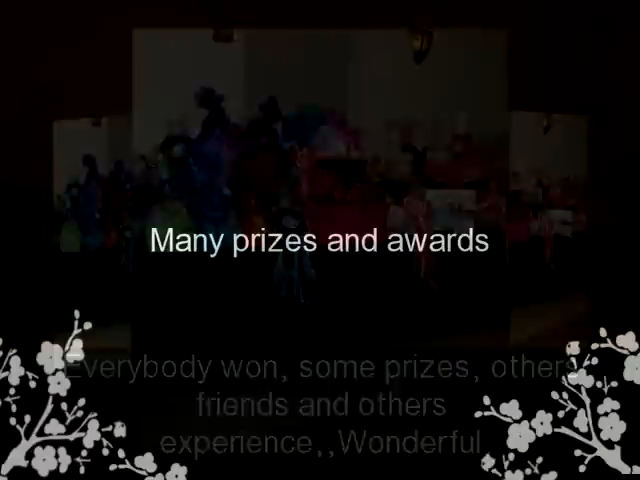 Many prizes and awards
Everybody won, some prizes, others
friends and others
experience,,Wonderful